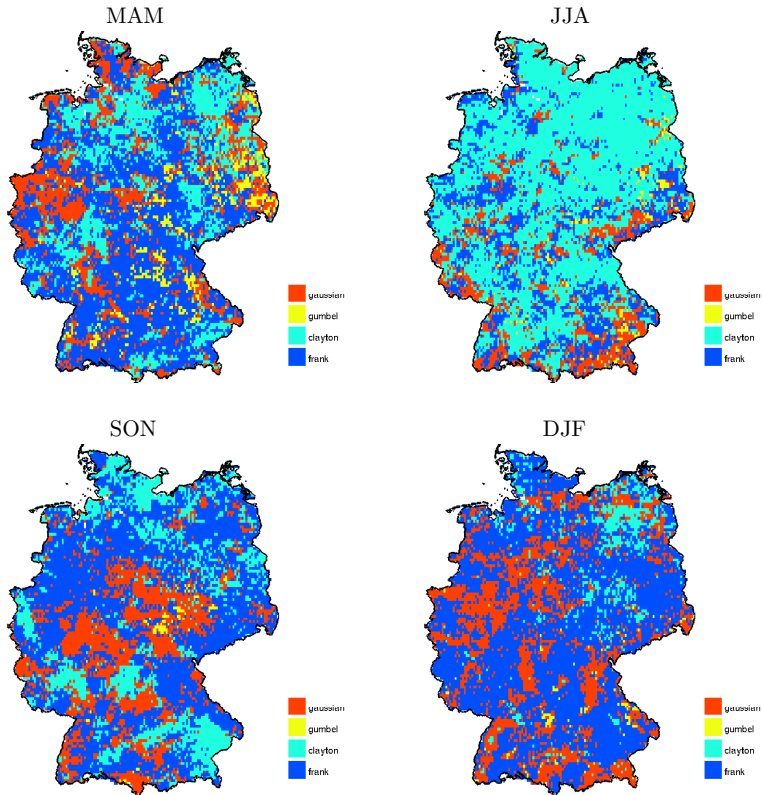 MAM
JJA
gaussian
gumbel
clayton
frank
gaussian
gumbel
clayton
frank
SON
DJF
gaussian
gumbel
clayton
frank
gaussian
gumbel
clayton
frank